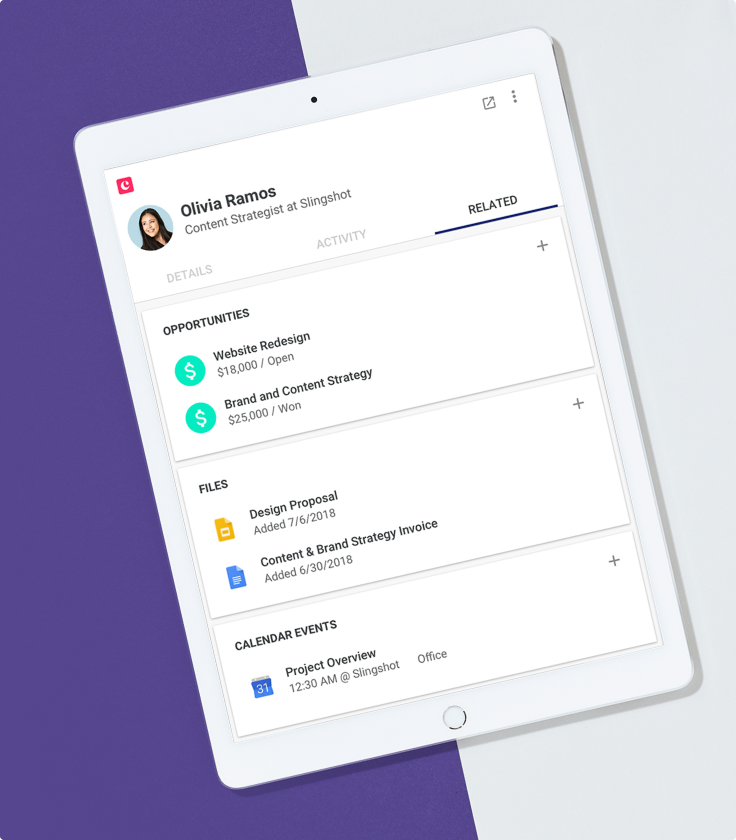 Olivia Ramos
Content Strategist at Slingshot
DETAILS
ACTIVITY
RELATED
OPPORTUNITIES
Website Redesign
$18,000 / Open
Brand and Content Strategy
$25,000 / Won
FILES
Design Proposal
Added 7/6/2018
Content & Brand Strategy Invoice
Added 6/30/2018
CALENDAR EVENTS
31
Project Overview
12:30 AM @ Slingshot Office